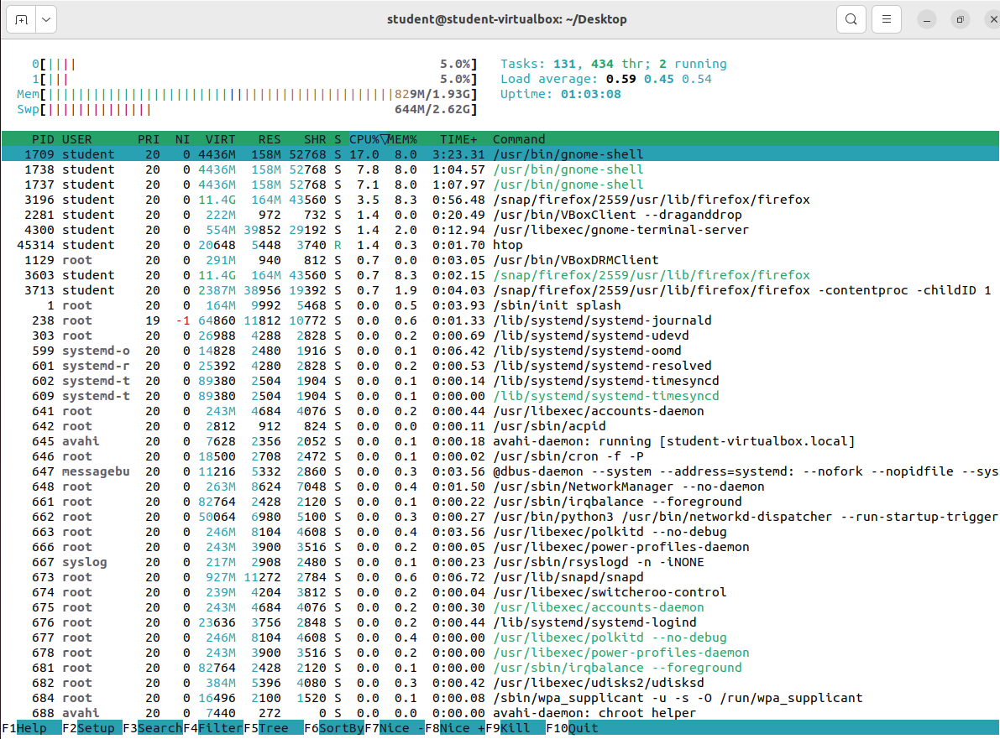 student@student-virtualbox: ~/Desktop
0[|||| 5.0%] Tasks: 131, 434 thr; 2 running
1[||| 5.0%] Load average: 0.59 0.45 0.54
Mem[||||||||||||||||||||||||||||||||||||||||||||||829M/1.93G] Uptime: 01:03:08
Swp[|||||||||||||| 644M/2.62G]
PID USER PRI NI VIRT RES SHR S CPU%▽MEM% TIME+ Command
1709 student 20 0 4436M 158M 52768 S 17.0 8.0 3:23.31 /usr/bin/gnome-shell
1738 student 20 0 4436M 158M 52768 S 7.8 8.0 1:04.57 /usr/bin/gnome-shell
1737 student 20 0 4436M 158M 52768 S 7.1 8.0 1:07.97 /usr/bin/gnome-shell
3196 student 20 0 11.4G 164M 43560 S 3.5 8.3 0:56.48 /snap/firefox/2559/usr/lib/firefox/firefox
2281 student 20 0 222M 972 732 S 1.4 0.0 0:20.49 /usr/bin/VBoxClient --draganddrop
4300 student 20 0 554M 39852 29192 S 1.4 2.0 0:12.94 /usr/libexec/gnome-terminal-server
45314 student 20 0 20648 5448 3740 R 1.4 0.3 0:01.70 htop
1129 root 20 0 291M 940 812 S 0.7 0.0 0:03.05 /usr/bin/VBoxDRMClient
3603 student 20 0 11.4G 164M 43560 S 0.7 8.3 0:02.15 /snap/firefox/2559/usr/lib/firefox/firefox
3713 student 20 0 2387M 38956 19392 S 0.7 1.9 0:04.03 /snap/firefox/2559/usr/lib/firefox/firefox -contentproc -childID 1
1 root 20 0 164M 9992 5468 S 0.0 0.5 0:03.93 /sbin/init splash
238 root 19 -1 64860 11812 10772 S 0.0 0.6 0:01.33 /lib/systemd/systemd-journald
303 root 20 0 26988 4288 2828 S 0.0 0.2 0:00.69 /lib/systemd/systemd-udevd
599 systemd-o 20 0 14828 2480 1916 S 0.0 0.1 0:06.42 /lib/systemd/systemd-oomd
601 systemd-r 20 0 25392 4280 2828 S 0.0 0.2 0:00.53 /lib/systemd/systemd-resolved
602 systemd-t 20 0 89380 2504 1904 S 0.0 0.1 0:00.14 /lib/systemd/systemd-timesyncd
609 systemd-t 20 0 89380 2504 1904 S 0.0 0.1 0:00.00 /lib/systemd/systemd-timesyncd
641 root 20 0 243M 4684 4076 S 0.0 0.2 0:00.44 /usr/libexec/accounts-daemon
642 root 20 0 2812 912 824 S 0.0 0.0 0:00.11 /usr/sbin/acpid
645 avahi 20 0 7628 2356 2052 S 0.0 0.1 0:00.18 avahi-daemon: running [student-virtualbox.local]
646 root 20 0 18500 2708 2472 S 0.0 0.1 0:00.02 /usr/sbin/cron -f -P
647 messagebu 20 0 11216 5332 2860 S 0.0 0.3 0:03.56 @dbus-daemon --system --address=systemd: --nofork --nopidfile --sys
648 root 20 0 263M 8624 7048 S 0.0 0.4 0:01.50 /usr/sbin/NetworkManager --no-daemon
661 root 20 0 82764 2428 2120 S 0.0 0.1 0:00.22 /usr/sbin/irqbalance --foreground
662 root 20 0 50064 6980 5100 S 0.0 0.3 0:00.27 /usr/bin/python3 /usr/bin/networkd-dispatcher --run-startup-trigger
663 root 20 0 246M 8104 4608 S 0.0 0.4 0:03.56 /usr/libexec/polkitd --no-debug
666 root 20 0 243M 3900 3516 S 0.0 0.2 0:00.05 /usr/libexec/power-profiles-daemon
667 syslog 20 0 217M 2908 2480 S 0.0 0.1 0:00.23 /usr/sbin/rsyslogd -n -iNONE
673 root 20 0 927M 11272 2784 S 0.0 0.6 0:06.72 /usr/lib/snapd/snapd
674 root 20 0 239M 4204 3812 S 0.0 0.2 0:00.04 /usr/libexec/switcheroo-control
675 root 20 0 243M 4684 4076 S 0.0 0.2 0:00.30 /usr/libexec/accounts-daemon
676 root 20 0 23636 3756 2848 S 0.0 0.2 0:00.44 /lib/systemd/systemd-logind
677 root 20 0 246M 8104 4608 S 0.0 0.4 0:00.00 /usr/libexec/polkitd --no-debug
678 root 20 0 243M 3900 3516 S 0.0 0.2 0:00.00 /usr/libexec/power-profiles-daemon
681 root 20 0 82764 2428 2120 S 0.0 0.1 0:00.00 /usr/sbin/irqbalance --foreground
682 root 20 0 384M 5396 4080 S 0.0 0.3 0:00.42 /usr/libexec/udisks2/udisksd
684 root 20 0 16496 2100 1520 S 0.0 0.1 0:00.08 /sbin/wpa_supplicant -u -s -O /run/wpa_supplicant
688 avahi 20 0 7440 272 0 S 0.0 0.0 0:00.00 avahi-daemon: chroot helper
F1Help F2Setup F3SearchF4FilterF5Tree F6SortByF7Nice -F8Nice +F9Kill F10Quit